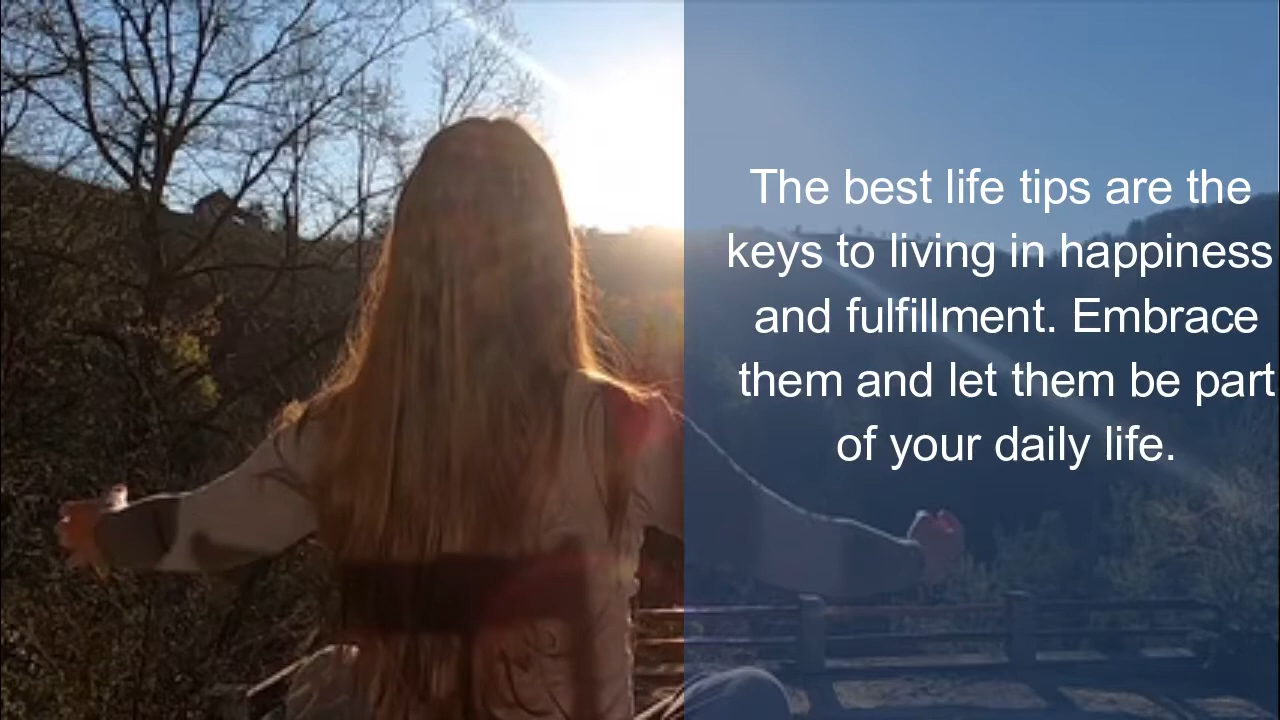 The best life tips are the
keys to living in happiness
and fulfillment. Embrace
them and let them be part
of your daily life.